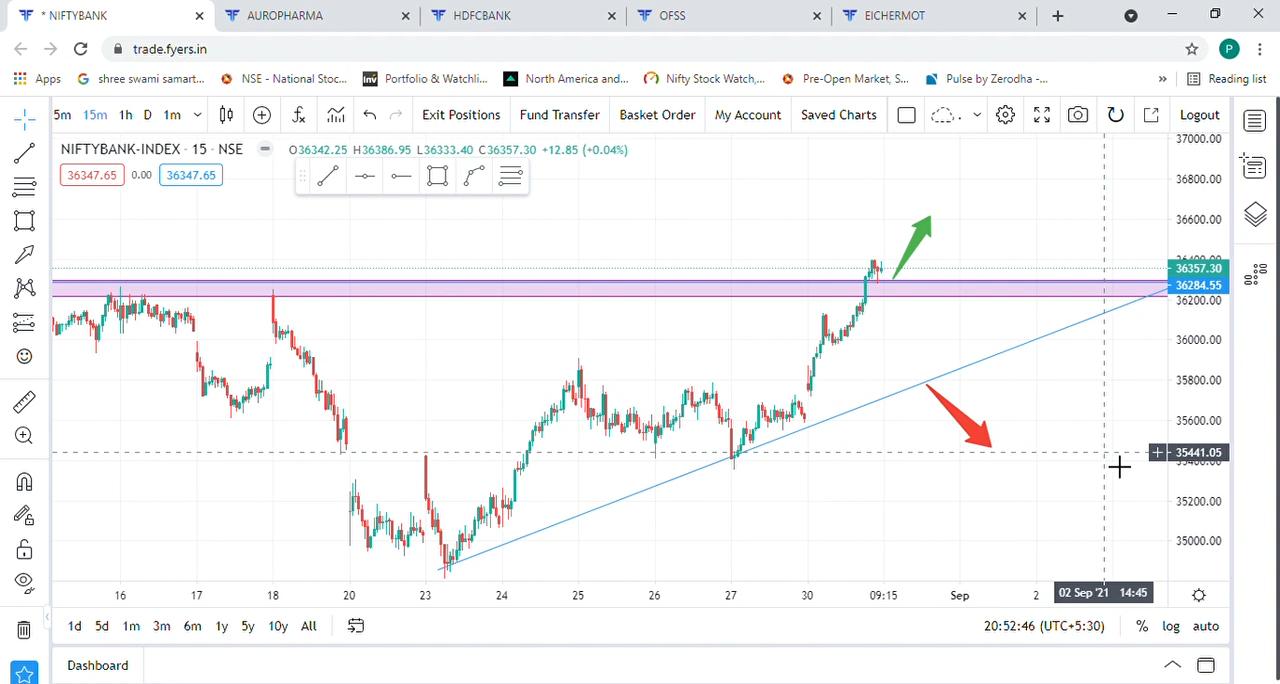 * NIFTYBANK AUROPHARMA HDFCBANK OFSS EICHERMOT
trade.fyers.in P
Apps shree swami samart... NSE - National Stoc... Inv Portfolio & Watchli... North America and... Nifty Stock Watch,... Pre-Open Market, S... Pulse by Zerodha -... » Reading list
5m 15m 1h D 1m Exit Positions Fund Transfer Basket Order My Account Saved Charts Logout
NIFTYBANK-INDEX · 15 · NSE O36342.25 H36386.95 L36333.40 C36357.30 +12.85 (+0.04%)
36347.65 0.00 36347.65
37000.00
36800.00
36600.00
36400.00
36357.30
36284.55
36200.00
36000.00
35800.00
35600.00
35441.05
35400.00
35200.00
35000.00
16 17 18 20 23 24 25 26 27 30 09:15 Sep 2 02 Sep '21 14:45
1d 5d 1m 3m 6m 1y 5y 10y All 20:52:46 (UTC+5:30) % log auto
Dashboard